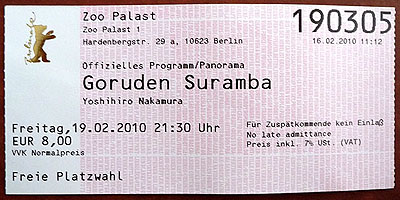 Berlinale
Zoo Palast
Zoo Palast 1
Hardenbergstr. 29 a, 10623 Berlin
190305
16.02.2010 11:12
Offizielles Programm/Panorama
Goruden Suramba
Yoshihiro Nakamura
Freitag,19.02.2010 21:30 Uhr
EUR 8,00
VVK Normalpreis
Für Zuspätkommende kein Einlaß
No late admittance
Preis inkl. 7% USt. (VAT)
Freie Platzwahl